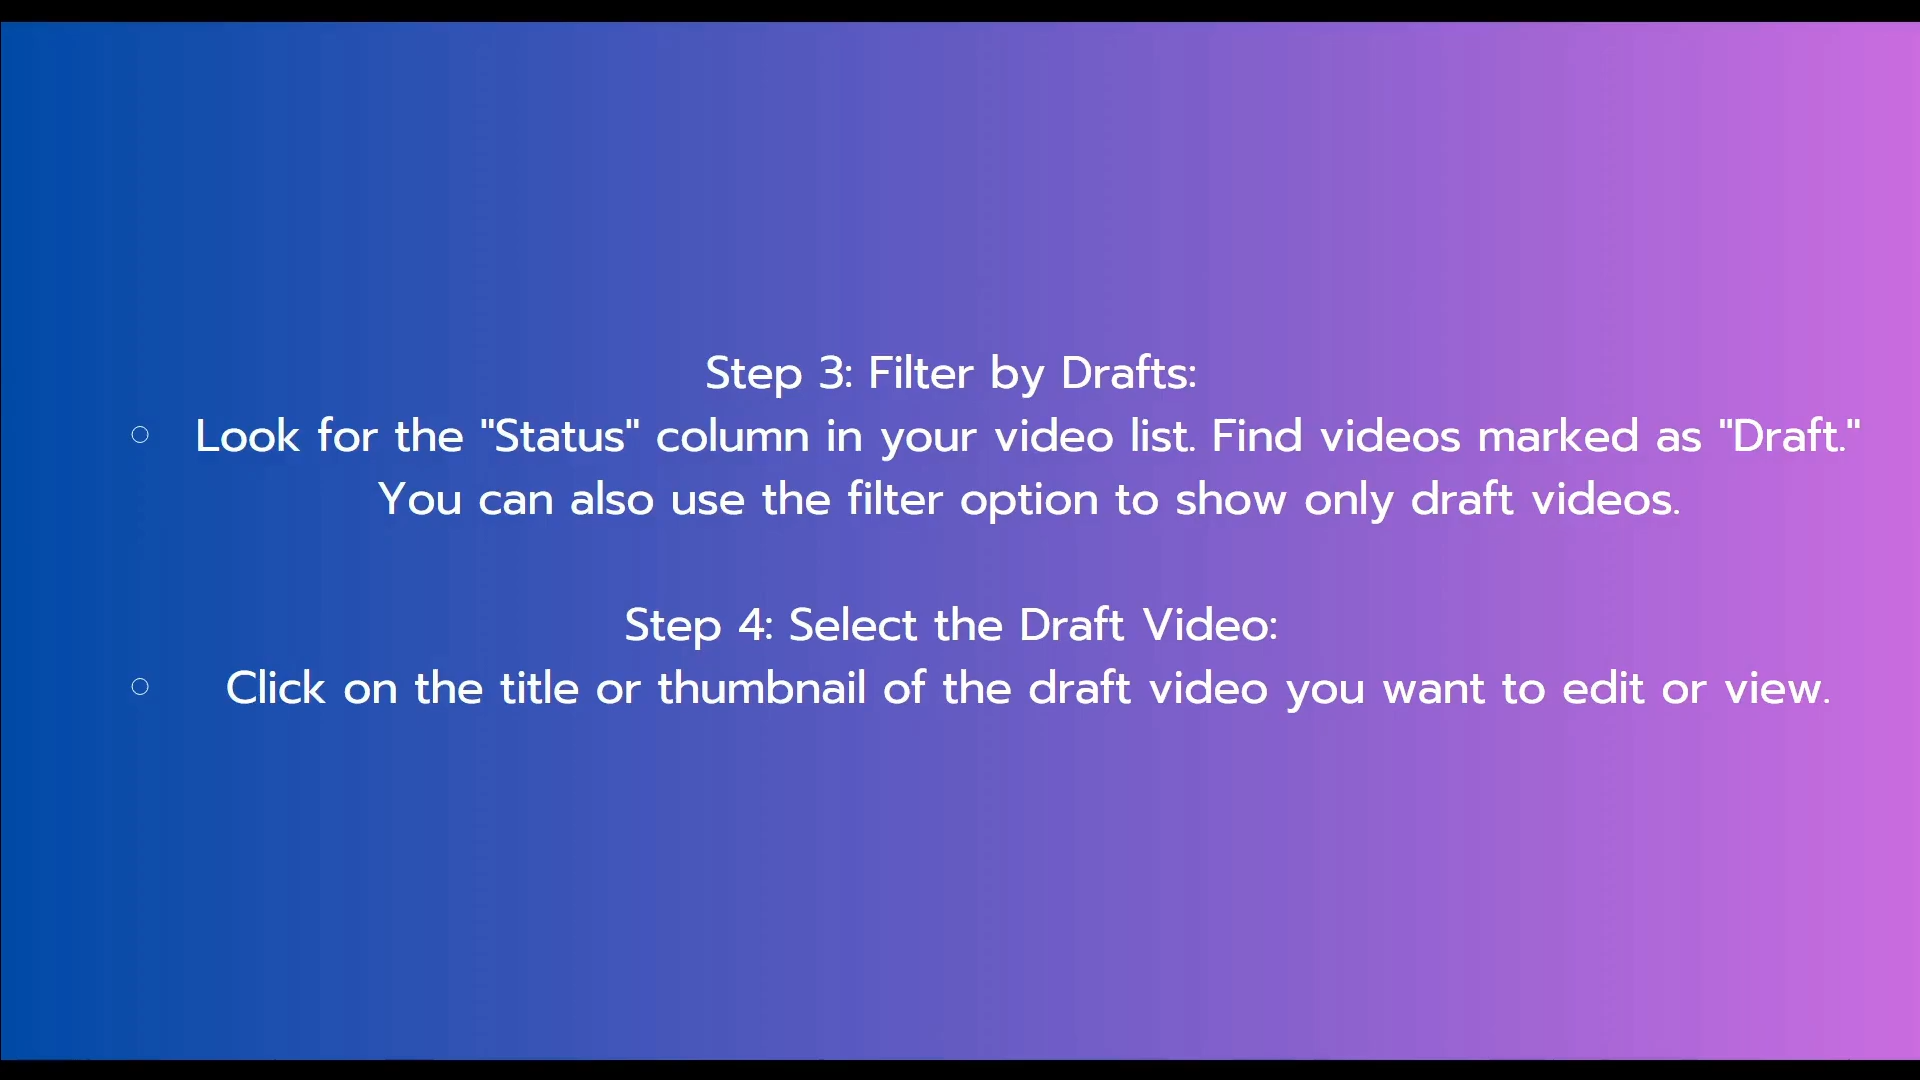 Step 3: Filter by Drafts:
○ Look for the "Status" column in your video list. Find videos marked as "Draft."
You can also use the filter option to show only draft videos.
Step 4: Select the Draft Video:
○ Click on the title or thumbnail of the draft video you want to edit or view.